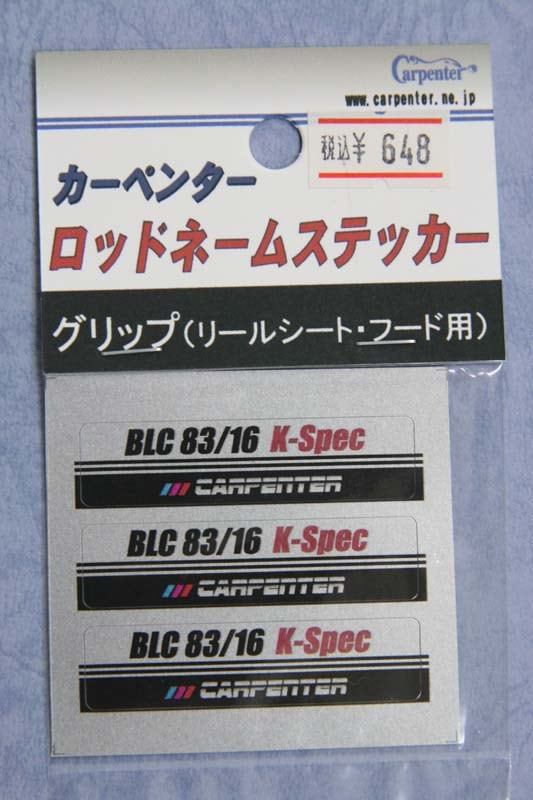 Carpenter
www.carpenter.ne.jp
税込¥ 648
カーペンター
ロッドネームステッカー
グリップ(リールシート・フード用)
BLC 83/16 K-Spec
CARPENTER
BLC 83/16 K-Spec
CARPENTER
BLC 83/16 K-Spec
CARPENTER